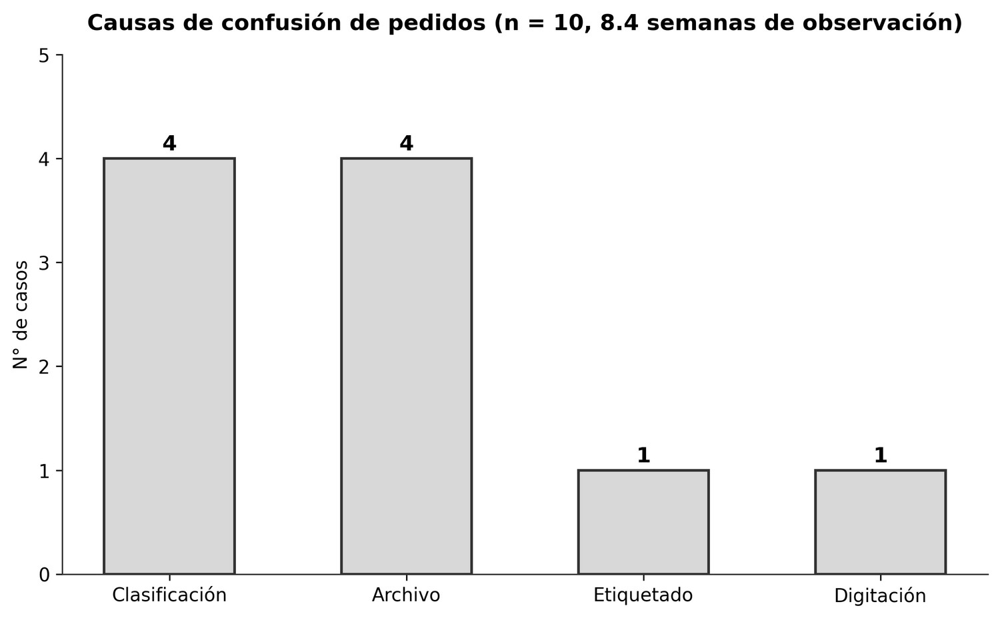 Causas de confusión de pedidos (n = 10, 8.4 semanas de observación)
N° de casos
5
4
3
2
1
0
4
4
1
1
Clasificación
Archivo
Etiquetado
Digitación